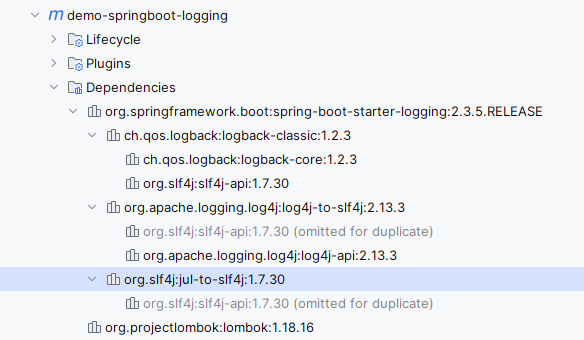 m demo-springboot-logging
Lifecycle
Plugins
Dependencies
org.springframework.boot:spring-boot-starter-logging:2.3.5.RELEASE
ch.qos.logback:logback-classic:1.2.3
ch.qos.logback:logback-core:1.2.3
org.slf4j:slf4j-api:1.7.30
org.apache.logging.log4j:log4j-to-slf4j:2.13.3
org.slf4j:slf4j-api:1.7.30 (omitted for duplicate)
org.apache.logging.log4j:log4j-api:2.13.3
org.slf4j:jul-to-slf4j:1.7.30
org.slf4j:slf4j-api:1.7.30 (omitted for duplicate)
org.projectlombok:lombok:1.18.16